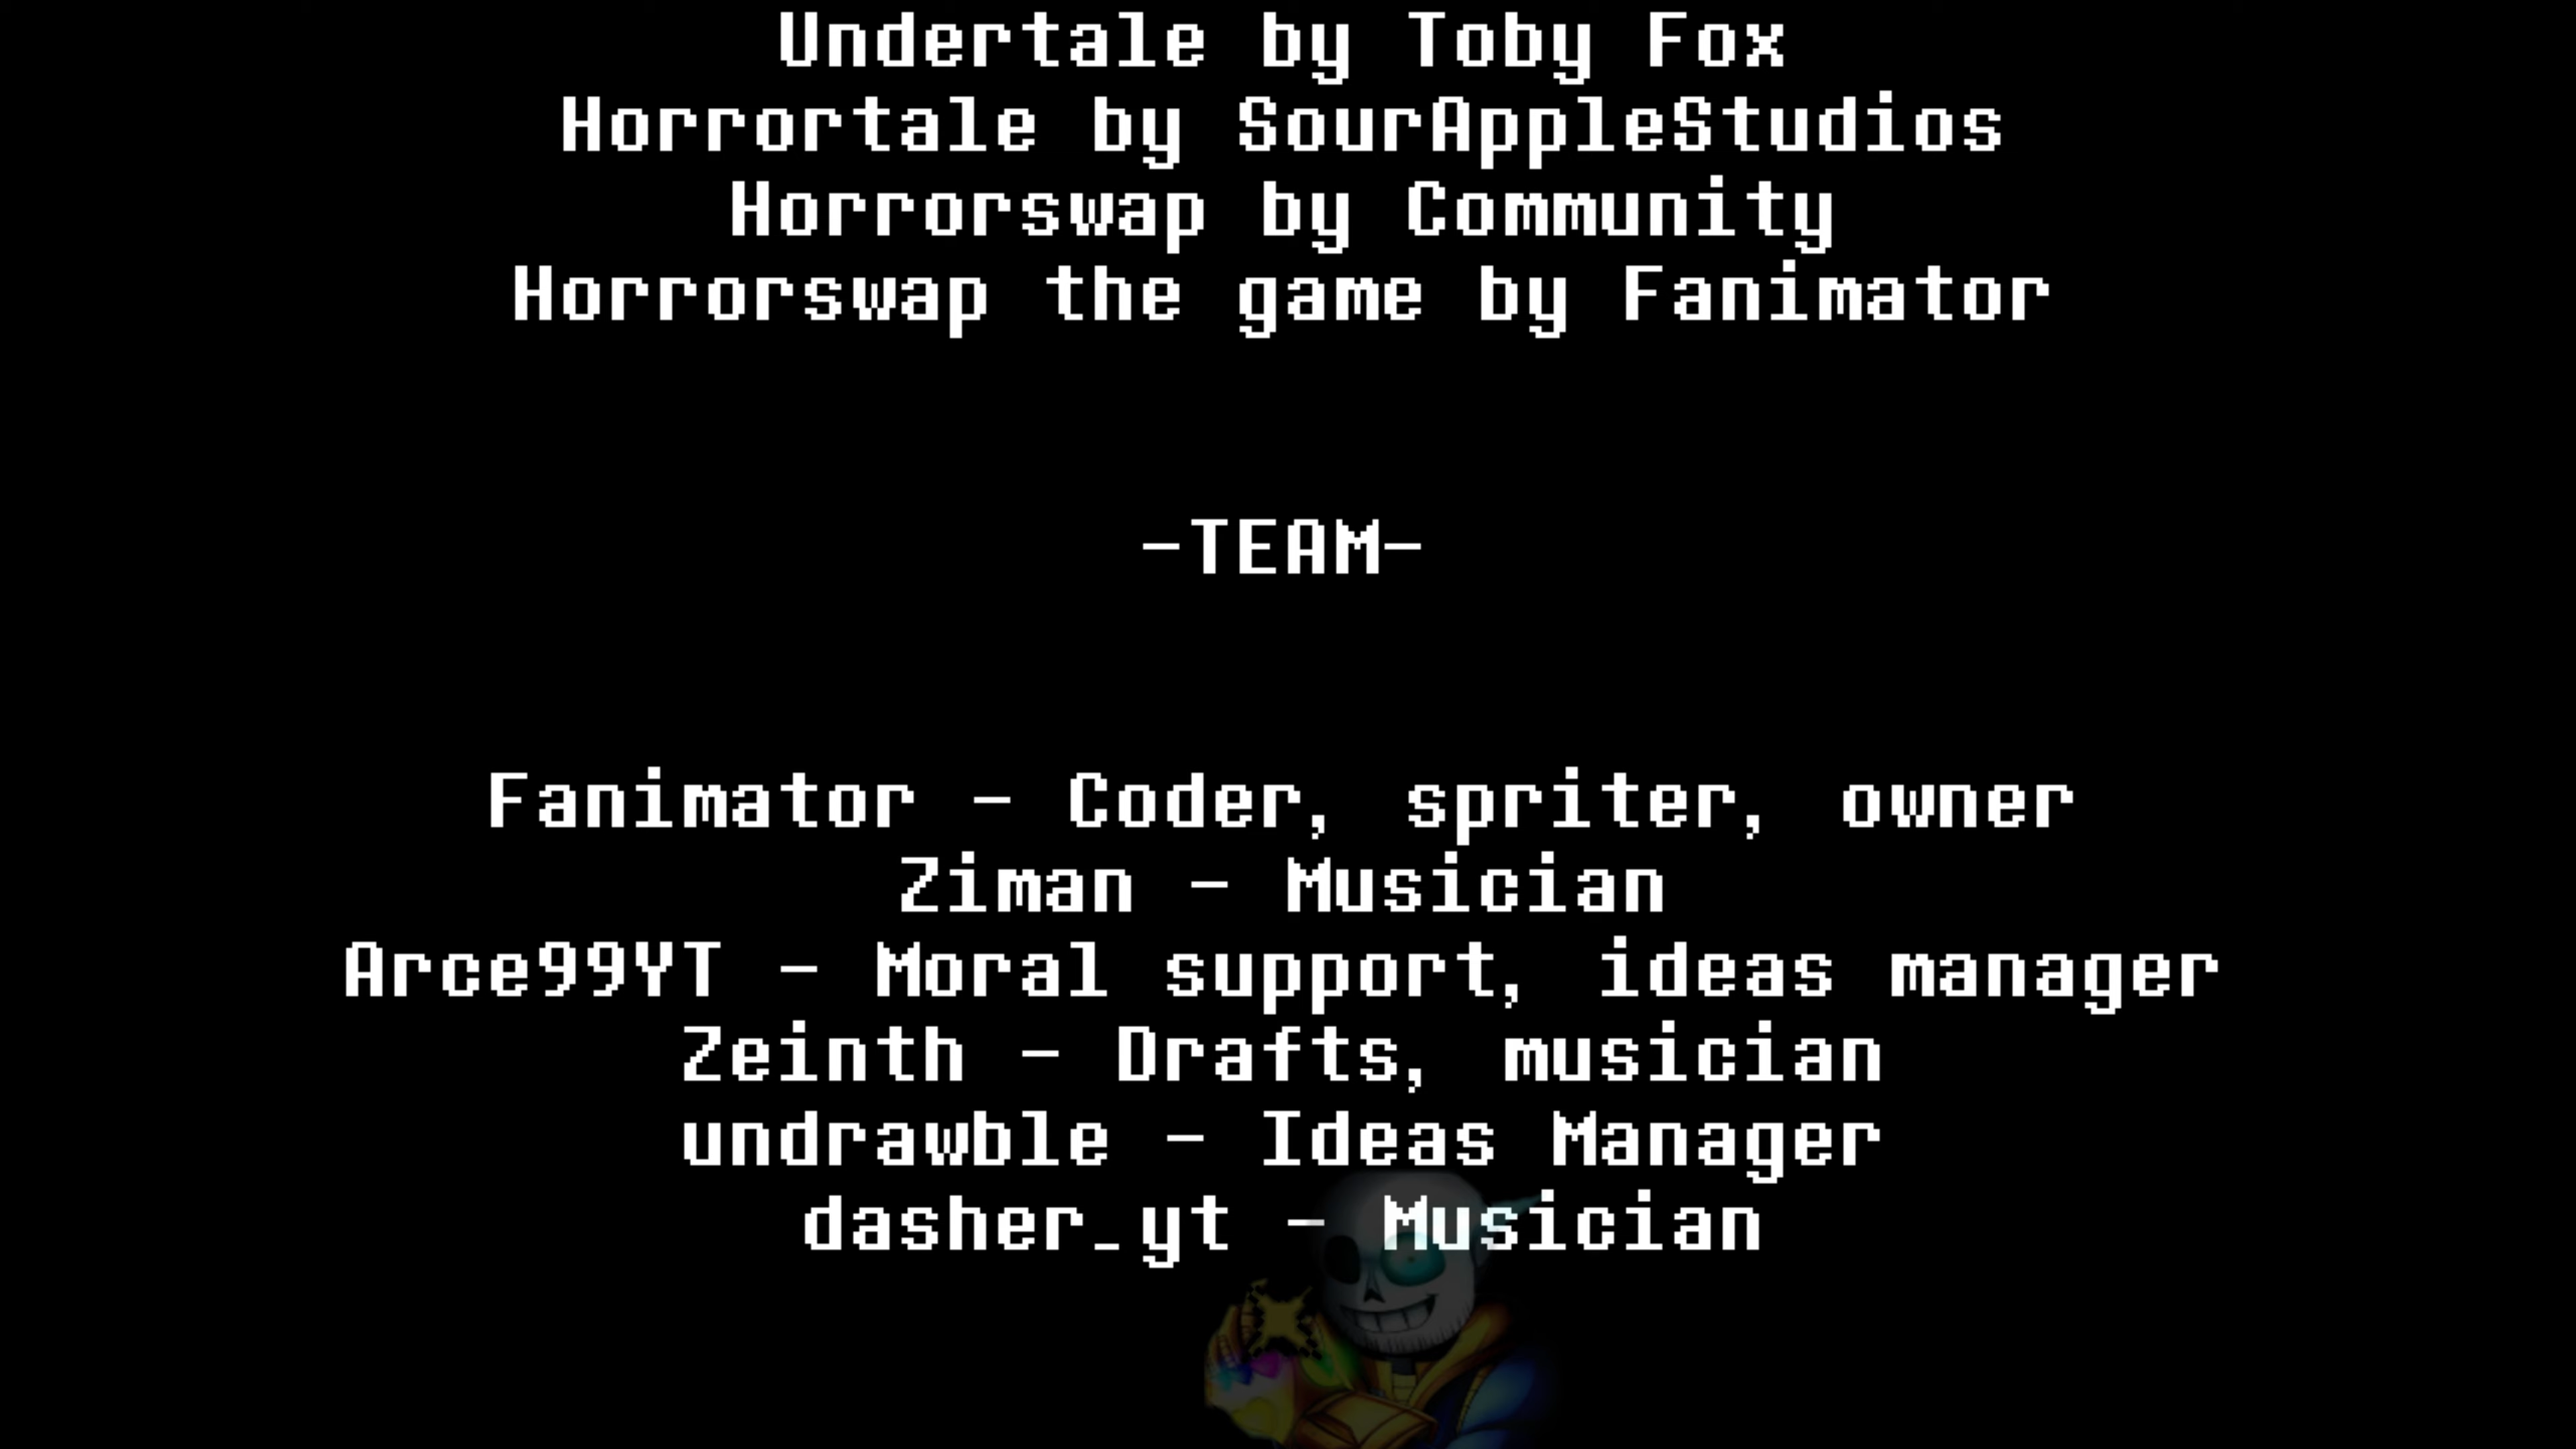 Undertale by Toby Fox
Horrortale by SourAppleStudios
Horrorswap by Community
Horrorswap the game by Fanimator
-TEAM-
Fanimator - Coder, spriter, owner
Ziman - Musician
Arce99YT - Moral support, ideas manager
Zeinth - Drafts, musician
undrawble - Ideas Manager
dasher_yt - Musician